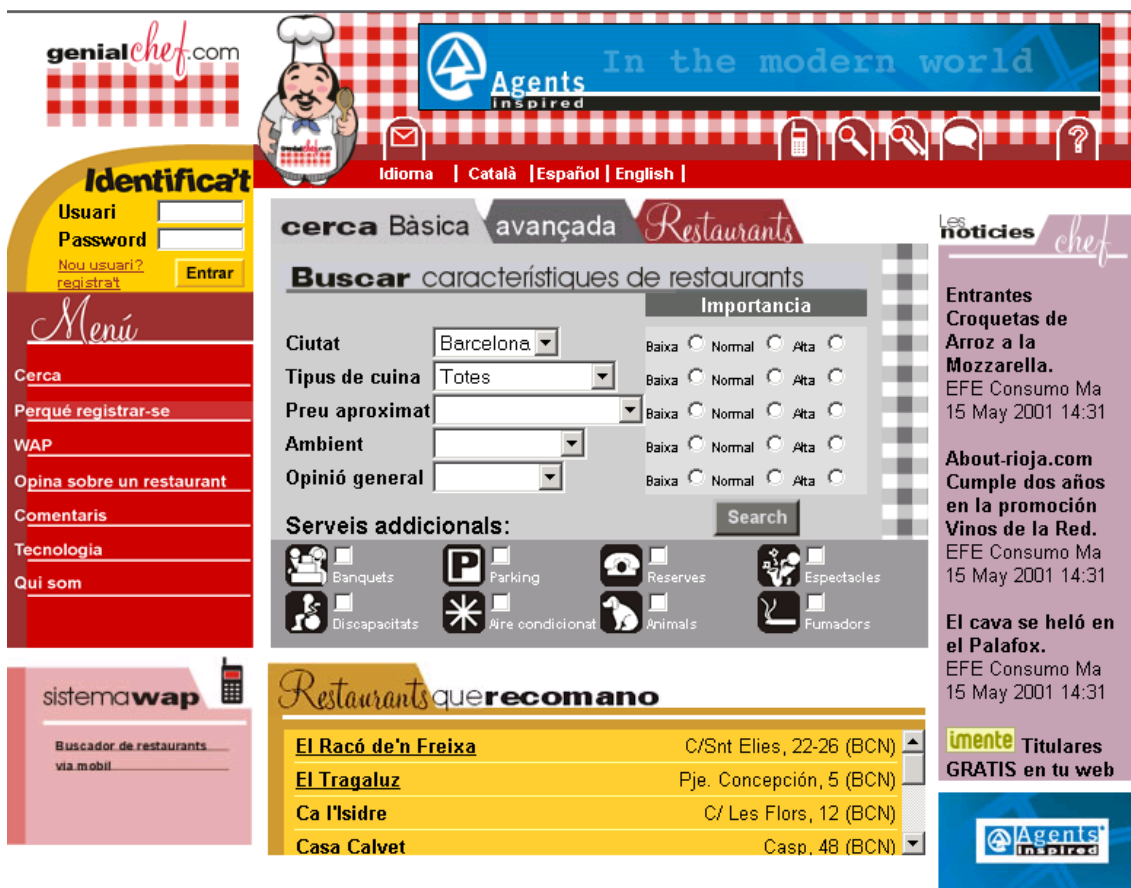 genialchef.com
Agents
inspired
In the modern world
genialchef.com
Idioma | Català | Español | English |
Identifica't
Usuari
Password
Nou usuari?
registra't
Entrar
Menú
Cerca
Perqué registrar-se
WAP
Opina sobre un restaurant
Comentaris
Tecnologia
Qui som
sistemawap
Buscador de restaurants
via mobil
cerca Bàsica avançada Restaurants
Buscar característiques de restaurants
Importancia
Ciutat Barcelona Baixa Normal Alta
Tipus de cuina Totes Baixa Normal Alta
Preu aproximat Baixa Normal Alta
Ambient Baixa Normal Alta
Opinió general Baixa Normal Alta
Serveis addicionals: Search
Banquets P Parking Reserves Espectacles
Discapacitats Aire condicionat Animals Fumadors
Restaurants que recomano
El Racó de'n Freixa C/Snt Elies, 22-26 (BCN)
El Tragaluz Pje. Concepción, 5 (BCN)
Ca l'Isidre C/ Les Flors, 12 (BCN)
Casa Calvet Casp, 48 (BCN)
Les
noticies chef
Entrantes
Croquetas de
Arroz a la
Mozzarella.
EFE Consumo Ma
15 May 2001 14:31
About-rioja.com
Cumple dos años
en la promoción
Vinos de la Red.
EFE Consumo Ma
15 May 2001 14:31
El cava se heló en
el Palafox.
EFE Consumo Ma
15 May 2001 14:31
imente Titulares
GRATIS en tu web
Agents
inspired